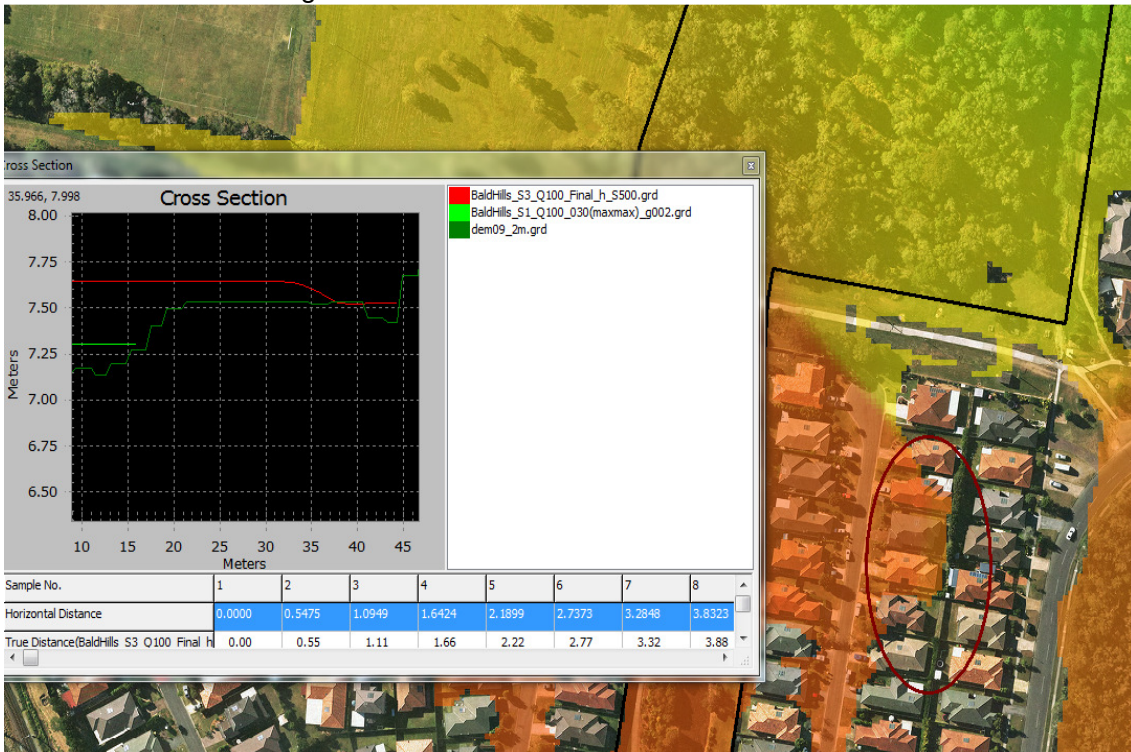 Cross Section
35.966, 7.998
Cross Section
8.00
7.75
7.50
7.25
7.00
6.75
6.50
Meters
10 15 20 25 30 35 40 45
Meters
BaldHills_S3_Q100_Final_h_S500.grd
BaldHills_S1_Q100_030(maxmax)_g002.grd
dem09_2m.grd
Sample No. 1 2 3 4 5 6 7 8
Horizontal Distance 0.0000 0.5475 1.0949 1.6424 2.1899 2.7373 3.2848 3.8323
True Distance(BaldHills S3 Q100 Final h 0.00 0.55 1.11 1.66 2.22 2.77 3.32 3.88